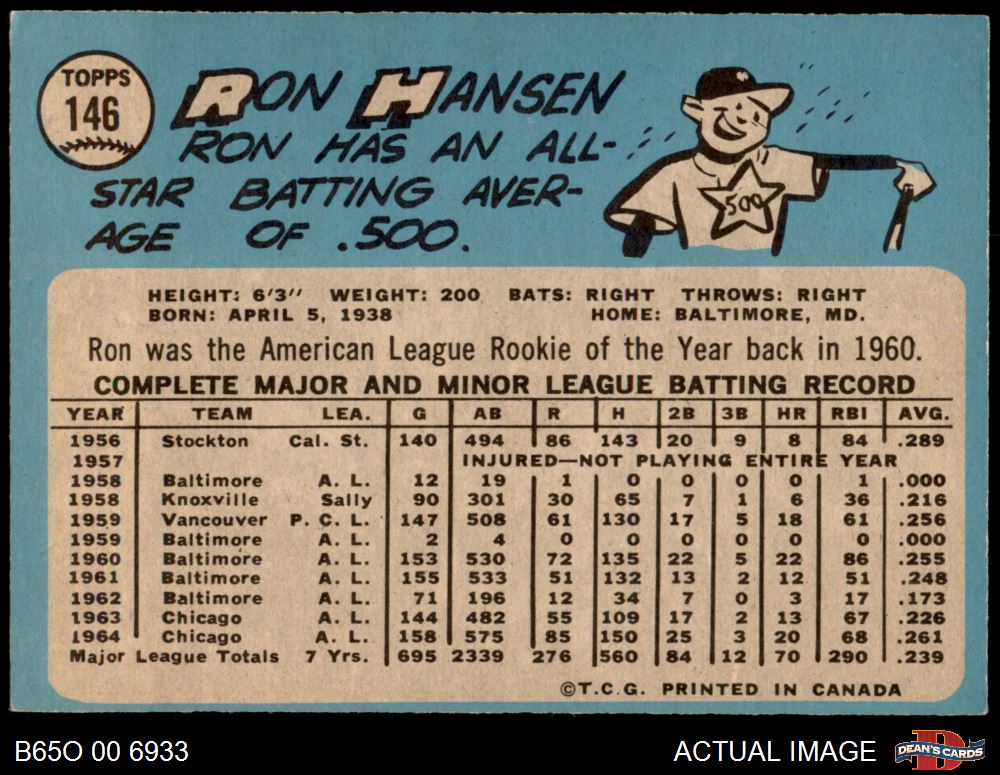 TOPPS
146
RON HANSEN
RON HAS AN ALL-
STAR BATTING AVER-
AGE OF .500.
.500
HEIGHT: 6'3" WEIGHT: 200 BATS: RIGHT THROWS: RIGHT
BORN: APRIL 5, 1938 HOME: BALTIMORE, MD.
Ron was the American League Rookie of the Year back in 1960.
COMPLETE MAJOR AND MINOR LEAGUE BATTING RECORD
YEAR TEAM LEA. G AB R H 2B 3B HR RBI AVG.
1956 Stockton Cal. St. 140 494 86 143 20 9 8 84 .289
1957 INJURED—NOT PLAYING ENTIRE YEAR
1958 Baltimore A. L. 12 19 1 0 0 0 0 1 .000
1958 Knoxville Sally 90 301 30 65 7 1 6 36 .216
1959 Vancouver P. C. L. 147 508 61 130 17 5 18 61 .256
1959 Baltimore A. L. 2 4 0 0 0 0 0 0 .000
1960 Baltimore A. L. 153 530 72 135 22 5 22 86 .255
1961 Baltimore A. L. 155 533 51 132 13 2 12 51 .248
1962 Baltimore A. L. 71 196 12 34 7 0 3 17 .173
1963 Chicago A. L. 144 482 55 109 17 2 13 67 .226
1964 Chicago A. L. 158 575 85 150 25 3 20 68 .261
Major League Totals 7 Yrs. 695 2339 276 560 84 12 70 290 .239
©T.C.G. PRINTED IN CANADA
B65O 00 6933 ACTUAL IMAGE DEAN'S CARDS